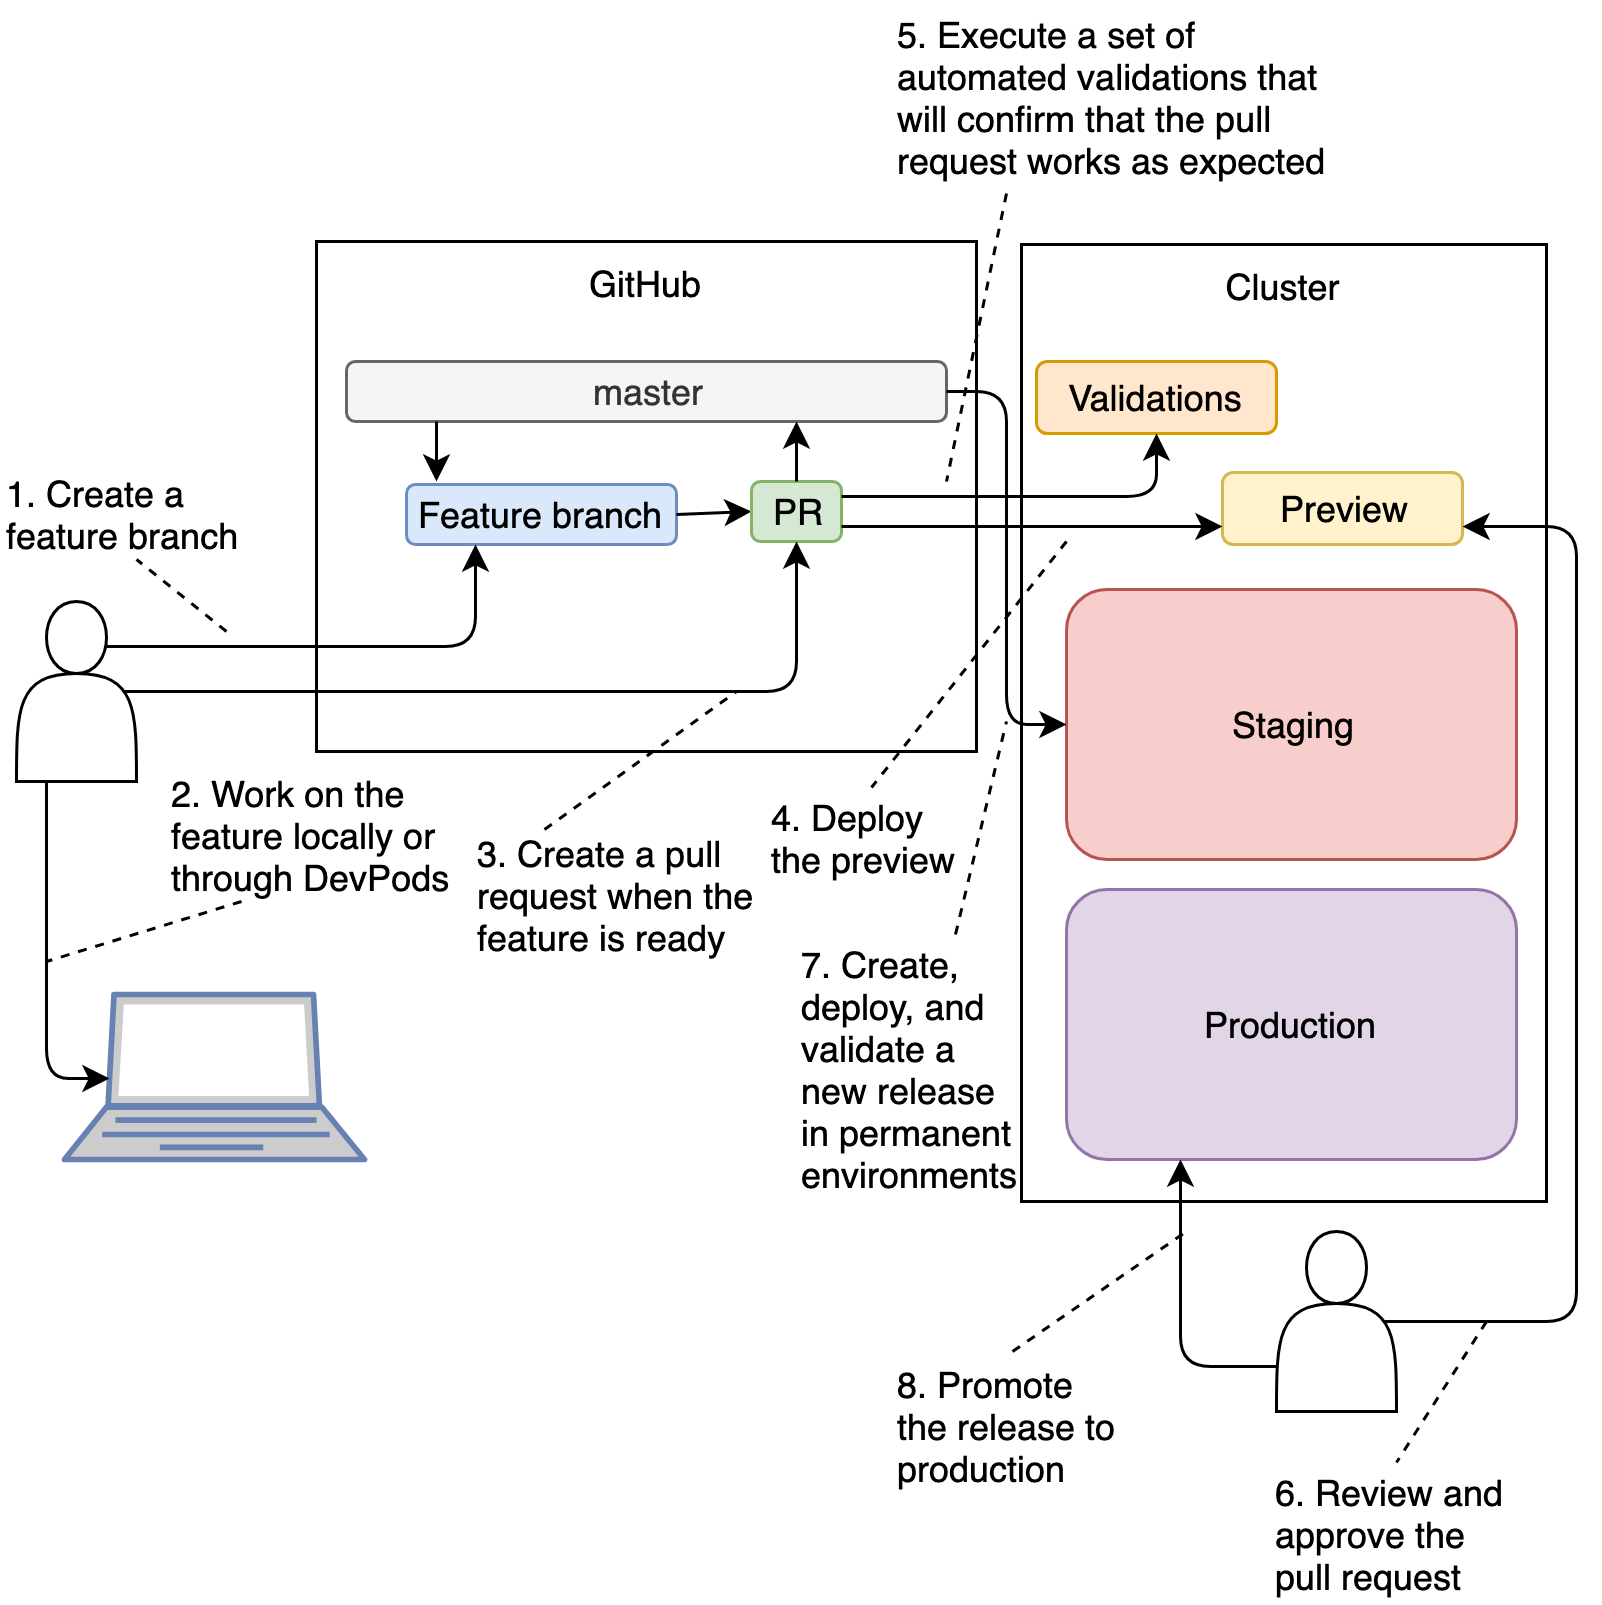 5. Execute a set of
automated validations that
will confirm that the pull
request works as expected
GitHub
Cluster
master
Validations
Feature branch
PR
Preview
1. Create a
feature branch
Staging
2. Work on the
feature locally or
through DevPods
3. Create a pull
request when the
feature is ready
4. Deploy
the preview
7. Create,
deploy, and
validate a
new release
in permanent
environments
Production
8. Promote
the release to
production
6. Review and
approve the
pull request